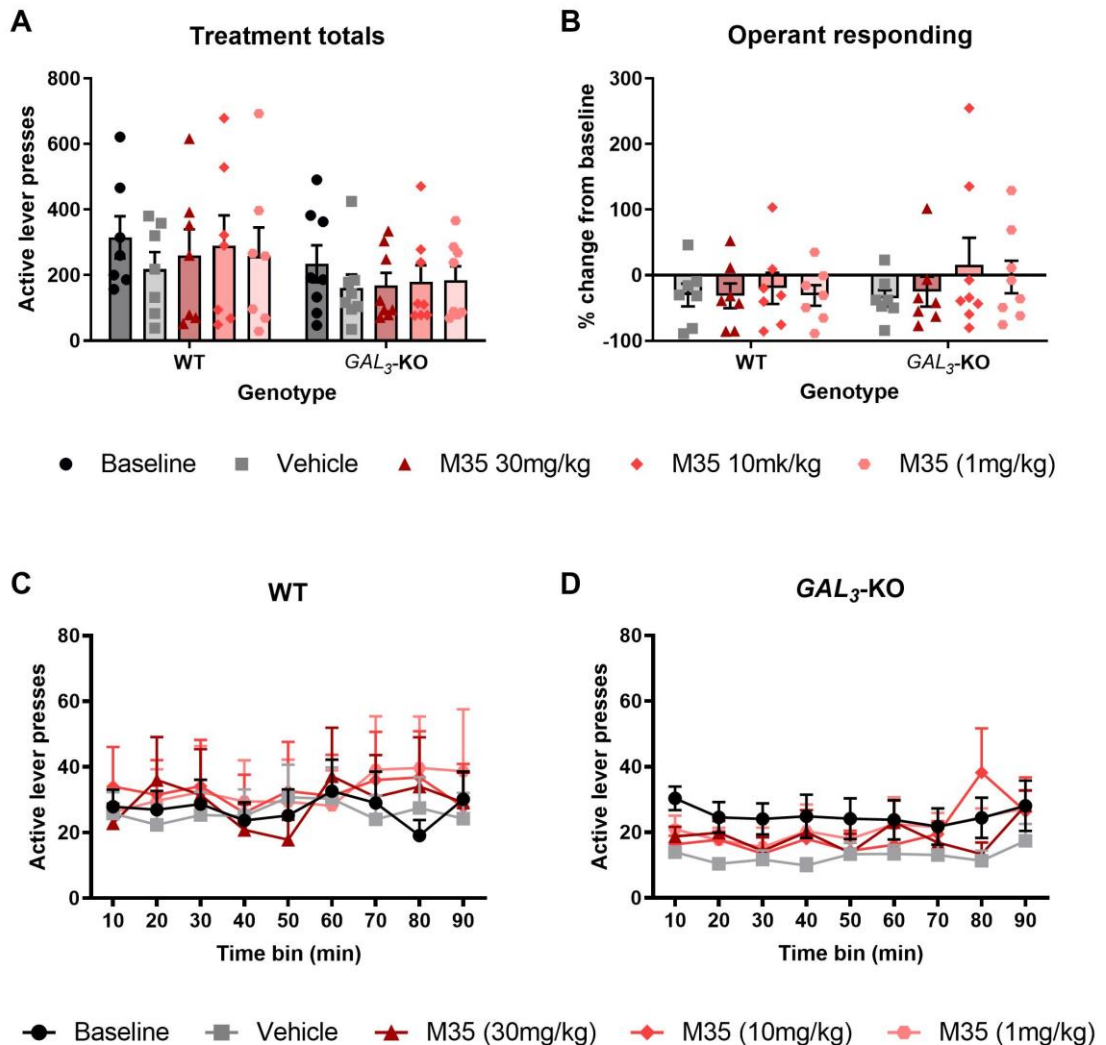 A
Treatment totals
Active lever presses
800
600
400
200
0
WT
GAL3-KO
Genotype
B
Operant responding
% change from baseline
300
200
100
0
-100
WT
GAL3-KO
Genotype
Baseline Vehicle M35 30mg/kg M35 10mk/kg M35 (1mg/kg)
C
WT
Active lever presses
80
60
40
20
0
10 20 30 40 50 60 70 80 90
Time bin (min)
D
GAL3-KO
Active lever presses
80
60
40
20
0
10 20 30 40 50 60 70 80 90
Time bin (min)
Baseline Vehicle M35 (30mg/kg) M35 (10mg/kg) M35 (1mg/kg)